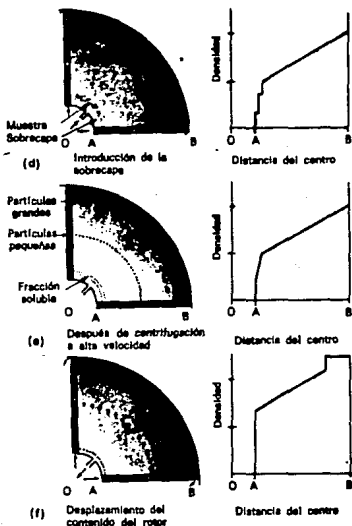 Densidad
Muestra
Sobrecapa
O A B
O A B
(d) Introducción de la
sobrecapa
Distancia del centro
Partículas
grandes
Partículas
pequeñas
Fracción
soluble
Densidad
O A B
O A B
(e) Después de centrifugación
a alta velocidad
Distancia del centro
Densidad
O A B
O A B
(f) Desplazamiento del
contenido del rotor
Distancia del centro